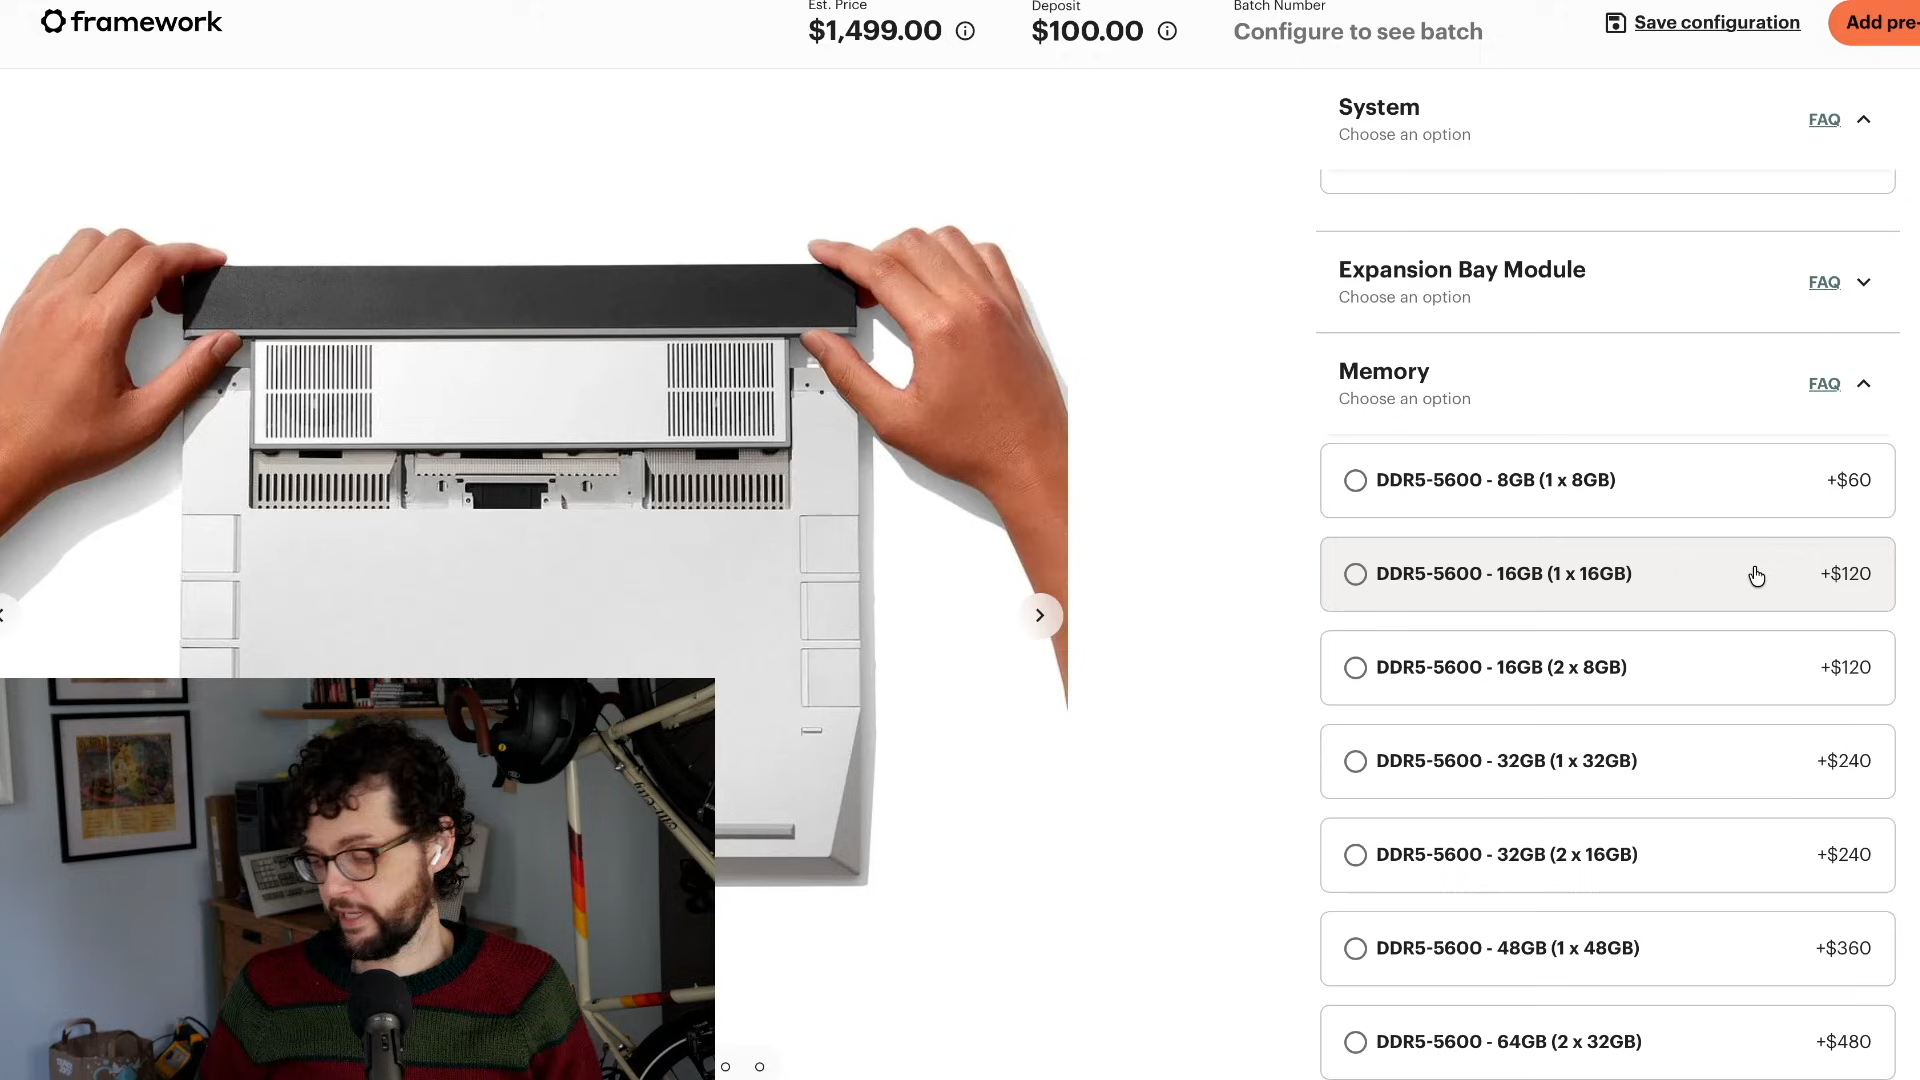 framework
Est. Price
$1,499.00
Deposit
$100.00
Batch Number
Configure to see batch
Save configuration
Add pre-
System
Choose an option
FAQ
Expansion Bay Module
Choose an option
FAQ
Memory
Choose an option
FAQ
DDR5-5600 - 8GB (1 x 8GB)
+$60
DDR5-5600 - 16GB (1 x 16GB)
+$120
DDR5-5600 - 16GB (2 x 8GB)
+$120
DDR5-5600 - 32GB (1 x 32GB)
+$240
DDR5-5600 - 32GB (2 x 16GB)
+$240
DDR5-5600 - 48GB (1 x 48GB)
+$360
DDR5-5600 - 64GB (2 x 32GB)
+$480